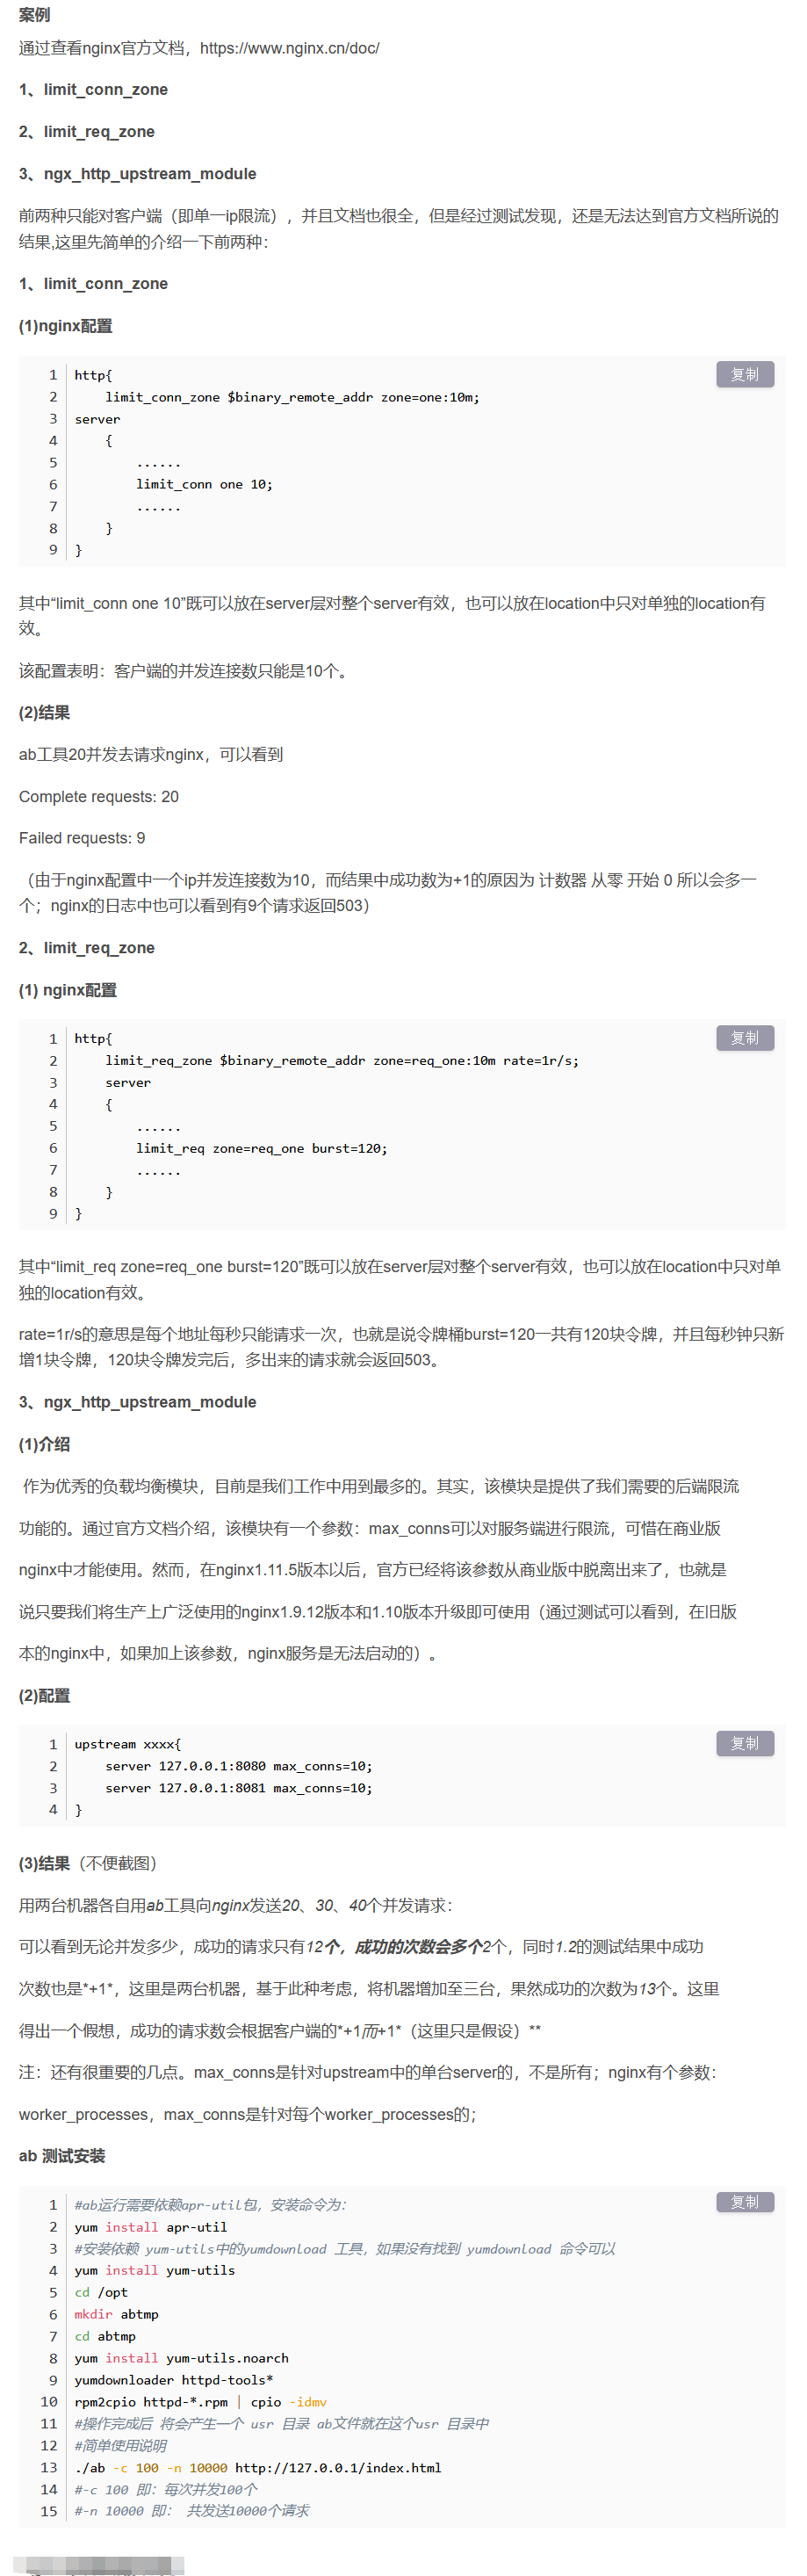 案例
通过查看nginx官方文档，https://www.nginx.cn/doc/
1、limit_conn_zone
2、limit_req_zone
3、ngx_http_upstream_module
前两种只能对客户端（即单一ip限流），并且文档也很全，但是经过测试发现，还是无法达到官方文档所说的
结果,这里先简单的介绍一下前两种：
1、limit_conn_zone
(1)nginx配置
复制
1 http{
2     limit_conn_zone $binary_remote_addr zone=one:10m;
3 server
4     {
5         ......
6         limit_conn one 10;
7         ......
8     }
9 }
其中“limit_conn one 10”既可以放在server层对整个server有效，也可以放在location中只对单独的location有
效。
该配置表明：客户端的并发连接数只能是10个。
(2)结果
ab工具20并发去请求nginx，可以看到
Complete requests: 20
Failed requests: 9
（由于nginx配置中一个ip并发连接数为10，而结果中成功数为+1的原因为 计数器 从零 开始 0 所以会多一
个；nginx的日志中也可以看到有9个请求返回503）
2、limit_req_zone
(1) nginx配置
复制
1 http{
2     limit_req_zone $binary_remote_addr zone=req_one:10m rate=1r/s;
3     server
4     {
5         ......
6         limit_req zone=req_one burst=120;
7         ......
8     }
9 }
其中“limit_req zone=req_one burst=120”既可以放在server层对整个server有效，也可以放在location中只对单
独的location有效。
rate=1r/s的意思是每个地址每秒只能请求一次，也就是说令牌桶burst=120一共有120块令牌，并且每秒钟只新
增1块令牌，120块令牌发完后，多出来的请求就会返回503。
3、ngx_http_upstream_module
(1)介绍
作为优秀的负载均衡模块，目前是我们工作中用到最多的。其实，该模块是提供了我们需要的后端限流
功能的。通过官方文档介绍，该模块有一个参数：max_conns可以对服务端进行限流，可惜在商业版
nginx中才能使用。然而，在nginx1.11.5版本以后，官方已经将该参数从商业版中脱离出来了，也就是
说只要我们将生产上广泛使用的nginx1.9.12版本和1.10版本升级即可使用（通过测试可以看到，在旧版
本的nginx中，如果加上该参数，nginx服务是无法启动的）。
(2)配置
复制
1 upstream xxxx{
2     server 127.0.0.1:8080 max_conns=10;
3     server 127.0.0.1:8081 max_conns=10;
4 }
(3)结果（不便截图）
用两台机器各自用ab工具向nginx发送20、30、40个并发请求：
可以看到无论并发多少，成功的请求只有12个，成功的次数会多个2个，同时1.2的测试结果中成功
次数也是*+1*，这里是两台机器，基于此种考虑，将机器增加至三台，果然成功的次数为13个。这里
得出一个假想，成功的请求数会根据客户端的*+1而+1*（这里只是假设）**
注：还有很重要的几点。max_conns是针对upstream中的单台server的，不是所有；nginx有个参数：
worker_processes，max_conns是针对每个worker_processes的；
ab 测试安装
复制
1 #ab运行需要依赖apr-util包，安装命令为：
2 yum install apr-util
3 #安装依赖 yum-utils中的yumdownload 工具，如果没有找到 yumdownload 命令可以
4 yum install yum-utils
5 cd /opt
6 mkdir abtmp
7 cd abtmp
8 yum install yum-utils.noarch
9 yumdownloader httpd-tools*
10 rpm2cpio httpd-*.rpm | cpio -idmv
11 #操作完成后 将会产生一个 usr 目录 ab文件就在这个usr 目录中
12 #简单使用说明
13 ./ab -c 100 -n 10000 http://127.0.0.1/index.html
14 #-c 100 即：每次并发100个
15 #-n 10000 即： 共发送10000个请求